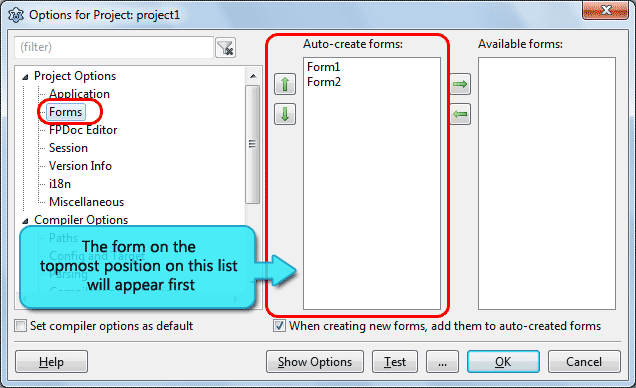 Options for Project: project1
(filter)
Project Options
Application
Forms
FPDoc Editor
Session
Version Info
i18n
Miscellaneous
Compiler Options
Paths
Config and Target
Parsing
Auto-create forms:
Form1
Form2
Available forms:
The form on the
topmost position on this list
will appear first
Set compiler options as default
When creating new forms, add them to auto-created forms
Help
Show Options
Test
...
OK
Cancel